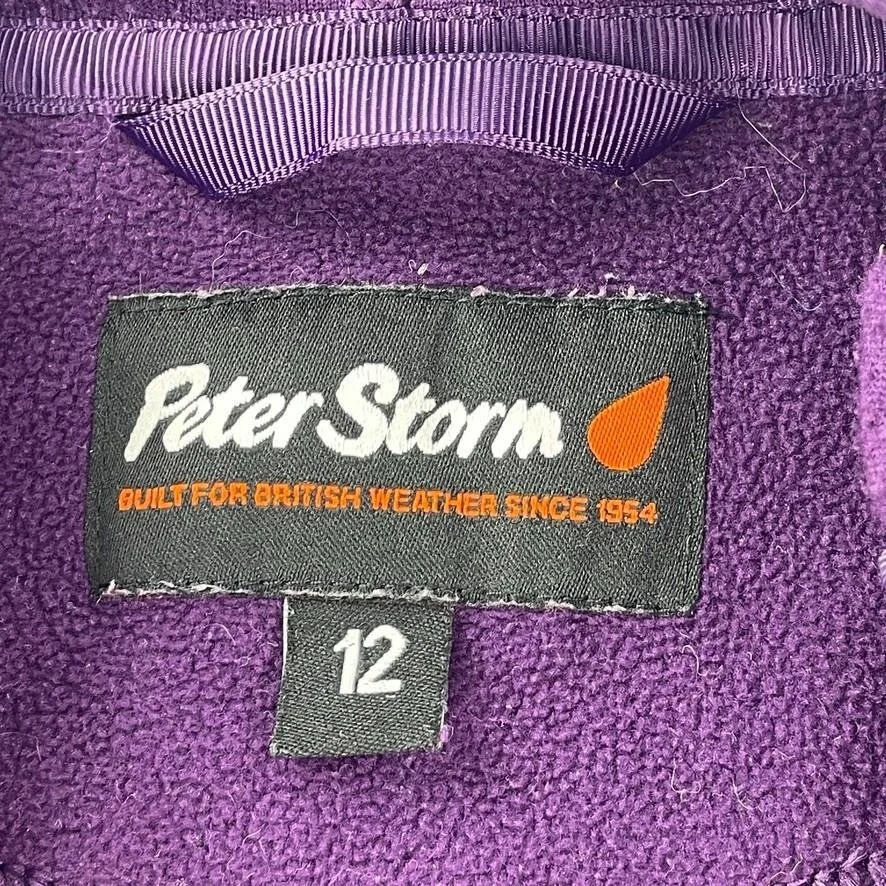 Peter Storm
BUILT FOR BRITISH WEATHER SINCE 1954
12